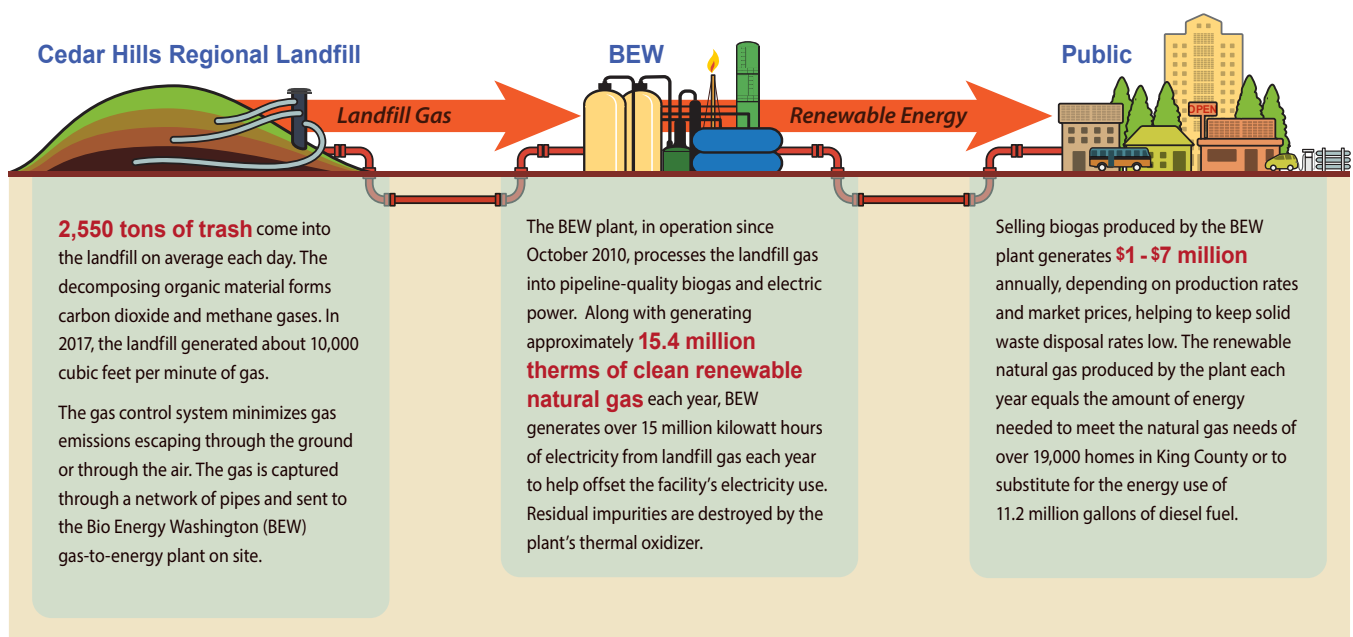 Cedar Hills Regional Landfill
Landfill Gas
2,550 tons of trash come into
the landfill on average each day. The
decomposing organic material forms
carbon dioxide and methane gases. In
2017, the landfill generated about 10,000
cubic feet per minute of gas.
The gas control system minimizes gas
emissions escaping through the ground
or through the air. The gas is captured
through a network of pipes and sent to
the Bio Energy Washington (BEW)
gas-to-energy plant on site.
BEW
Renewable Energy
The BEW plant, in operation since
October 2010, processes the landfill gas
into pipeline-quality biogas and electric
power. Along with generating
approximately 15.4 million
therms of clean renewable
natural gas each year, BEW
generates over 15 million kilowatt hours
of electricity from landfill gas each year
to help offset the facility's electricity use.
Residual impurities are destroyed by the
plant's thermal oxidizer.
Public
OPEN
Selling biogas produced by the BEW
plant generates $1 - $7 million
annually, depending on production rates
and market prices, helping to keep solid
waste disposal rates low. The renewable
natural gas produced by the plant each
year equals the amount of energy
needed to meet the natural gas needs of
over 19,000 homes in King County or to
substitute for the energy use of
11.2 million gallons of diesel fuel.